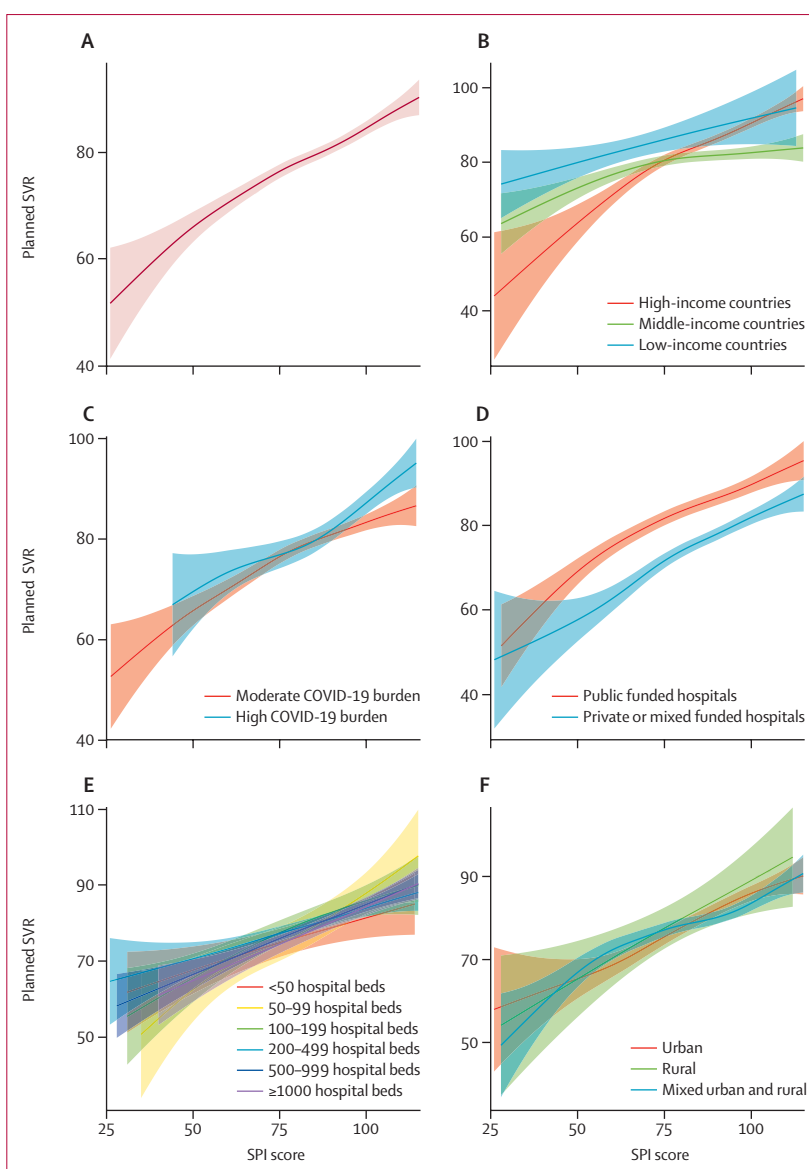 A
B
80
60
40
Planned SVR
25
50
75
100
100
80
60
40
High-income countries
Middle-income countries
Low-income countries
C
D
100
80
60
40
Planned SVR
Moderate COVID-19 burden
High COVID-19 burden
100
80
60
40
Public funded hospitals
Private or mixed funded hospitals
E
F
110
90
70
50
Planned SVR
<50 hospital beds
50–99 hospital beds
100–199 hospital beds
200–499 hospital beds
500–999 hospital beds
≥1000 hospital beds
25
50
75
100
SPI score
90
70
50
Urban
Rural
Mixed urban and rural
25
50
75
100
SPI score